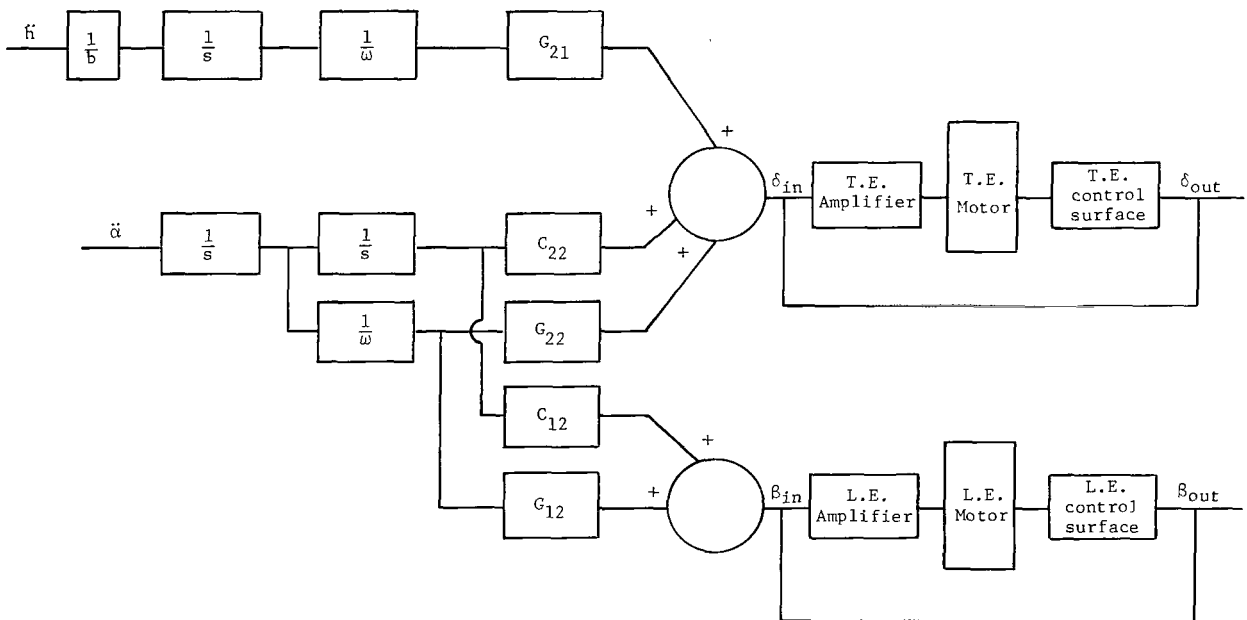 ḧ
1/b
1/s
1/ω
G21
+
α̈
1/s
1/s
C22
+
+
1/ω
G22
C12
+
G12
+
δin
T.E.
Amplifier
T.E.
Motor
T.E.
control
surface
δout
βin
L.E.
Amplifier
L.E.
Motor
L.E.
control
surface
βout